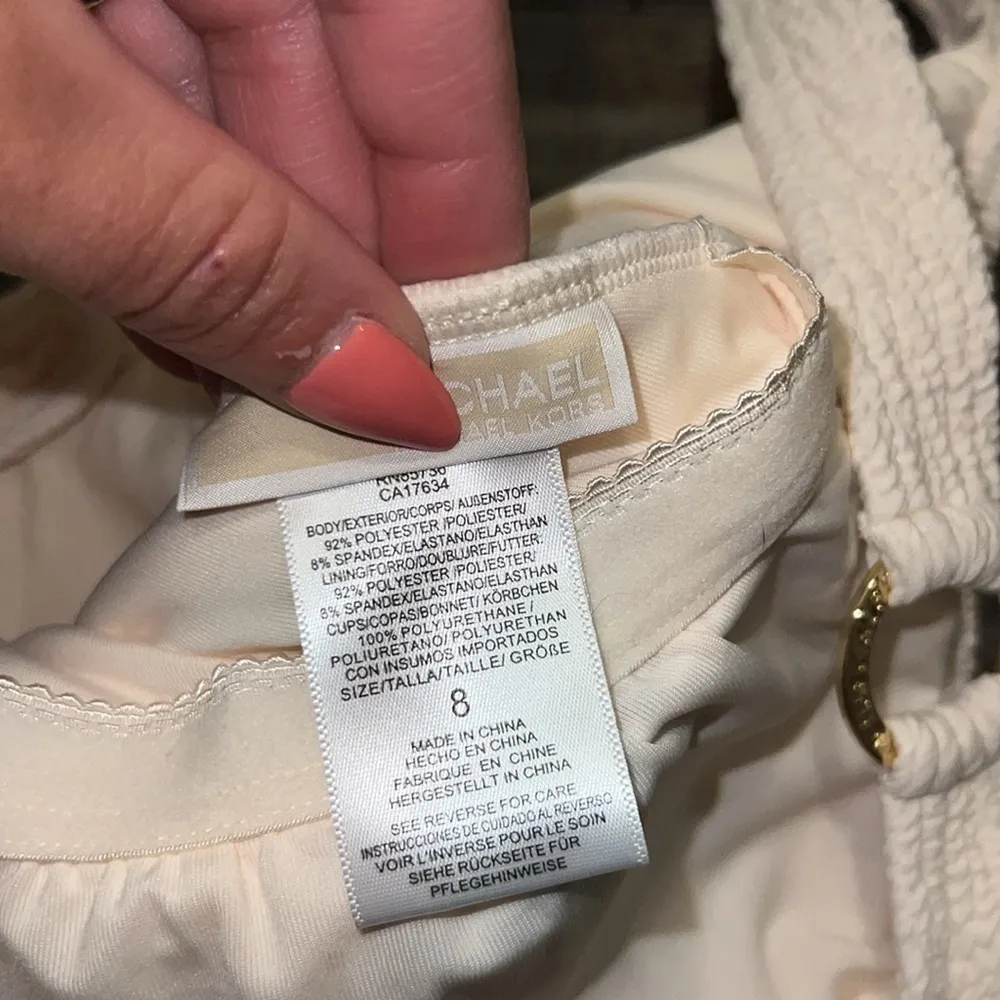 CHAEL
AEL KORS
RN85736
CA17634
BODY/EXTERIOR/CORPS/ AUßENSTOFF:
92% POLYESTER /POLIESTER/
8% SPANDEX/ELASTANO/ELASTHAN
LINING/FORRO/DOUBLURE/FUTTER:
92% POLYESTER /POLIESTER/
8% SPANDEX/ELASTANO/ELASTHAN
CUPS/COPAS/BONNET/ KÖRBCHEN
100% POLYURETHANE /
POLIURETANO/ POLYURETHAN
CON INSUMOS IMPORTADOS
SIZE/TALLA/TAILLE/ GRÖßE
8
MADE IN CHINA
HECHO EN CHINA
FABRIQUE EN CHINE
HERGESTELLT IN CHINA
SEE REVERSE FOR CARE
INSTRUCCIONES DE CUIDADO AL REVERSO
VOIR L'INVERSE POUR LE SOIN
SIEHE RÜCKSEITE FÜR
PFLEGEHINWEISE